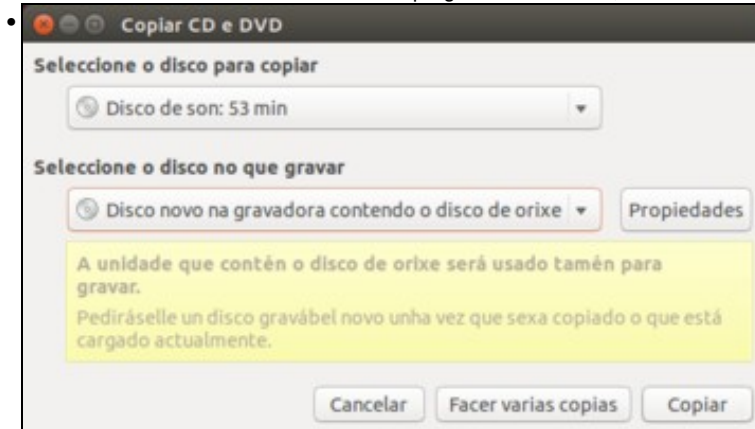 Copiar CD e DVD
Seleccione o disco para copiar
Disco de son: 53 min
Seleccione o disco no que gravar
Disco novo na gravadora contendo o disco de orixe
Propiedades
A unidade que contén o disco de orixe será usado tamén para
gravar.
Pediráselle un disco gravábel novo unha vez que sexa copiado o que está
cargado actualmente.
Cancelar
Facer varias copias
Copiar